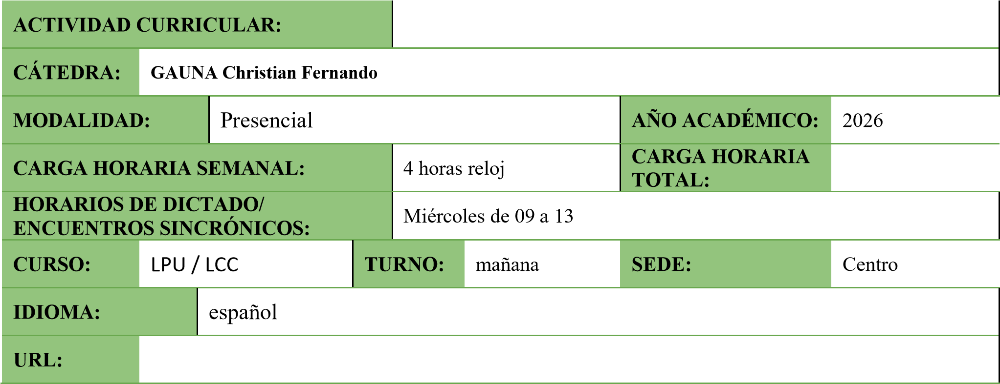 ACTIVIDAD CURRICULAR:
CÁTEDRA: GAUNA Christian Fernando
MODALIDAD: Presencial AÑO ACADÉMICO: 2026
CARGA HORARIA SEMANAL: 4 horas reloj CARGA HORARIA
TOTAL:
HORARIOS DE DICTADO/
ENCUENTROS SINCRÓNICOS: Miércoles de 09 a 13
CURSO: LPU / LCC TURNO: mañana SEDE: Centro
IDIOMA: español
URL: